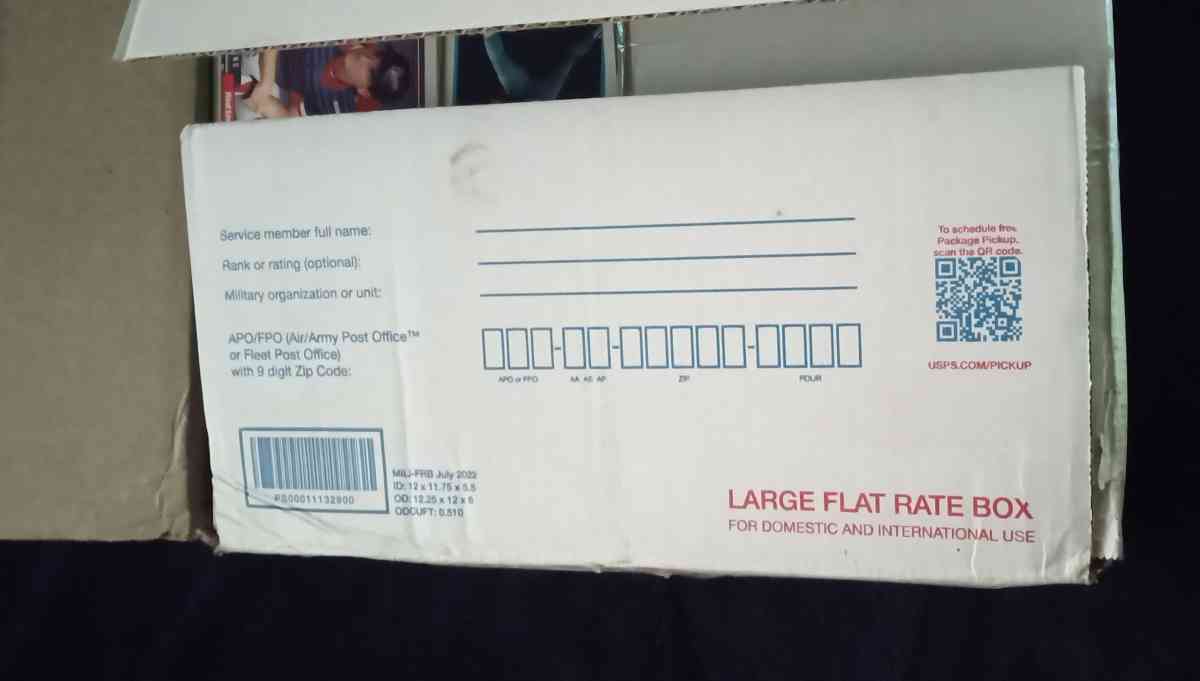 Service member full name:
Rank or rating (optional):
Military organization or unit:
APO/FPO (Air/Army Post Office™
or Fleet Post Office)
with 9 digit Zip Code:
APO or FPO AA AE AP ZIP FOUR
To schedule free
Package Pickup,
scan the QR code.
USPS.COM/PICKUP
PS00011132900
MILI-FRB July 2022
ID: 12 x 11.75 x 5.5
OD: 12.25 x 12 x 6
ODCUFT: 0.510
LARGE FLAT RATE BOX
FOR DOMESTIC AND INTERNATIONAL USE